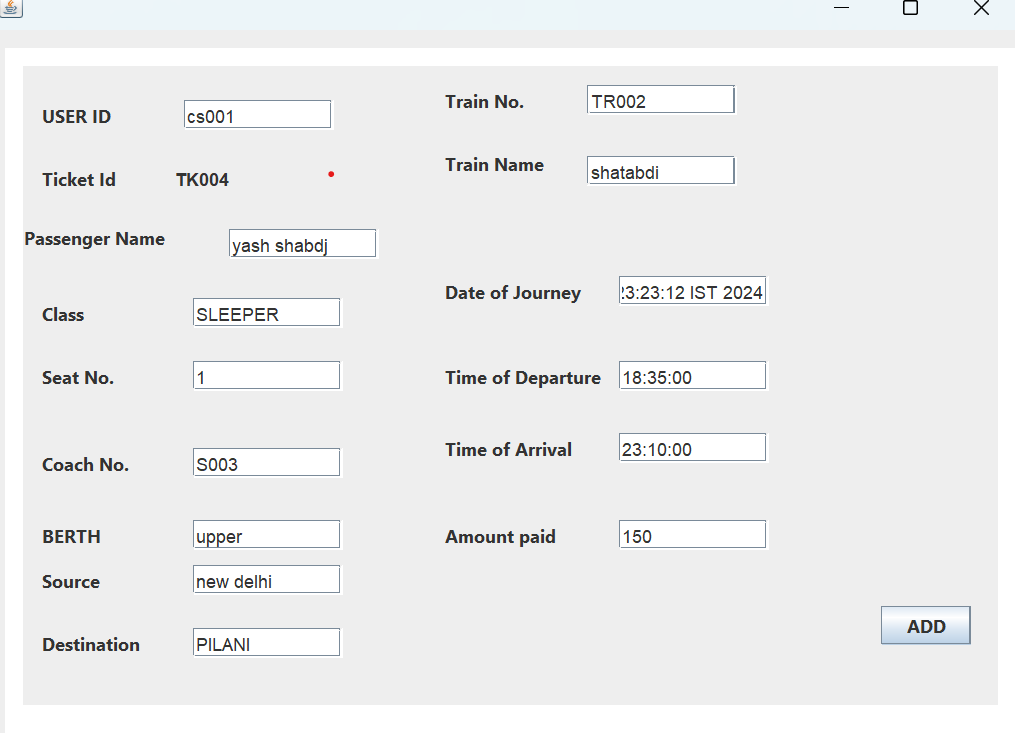 USER ID cs001
Train No. TR002
Ticket Id TK004
Train Name shatabdi
Passenger Name yash shabdj
Date of Journey 3:23:12 IST 2024
Class SLEEPER
Seat No. 1
Time of Departure 18:35:00
Coach No. S003
Time of Arrival 23:10:00
BERTH upper
Amount paid 150
Source new delhi
Destination PILANI
ADD